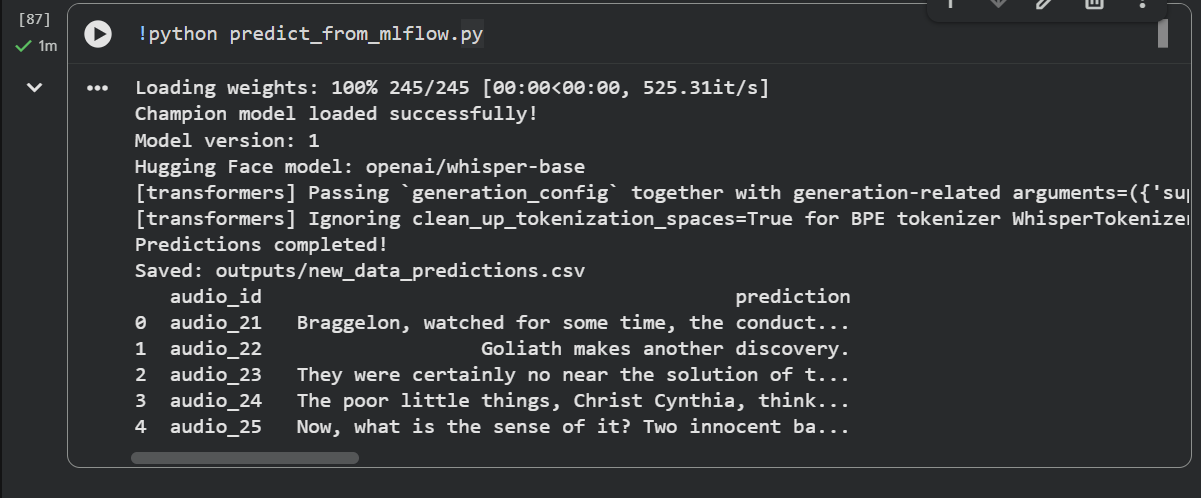 [87]
1m
!python predict_from_mlflow.py
Loading weights: 100% 245/245 [00:00<00:00, 525.31it/s]
Champion model loaded successfully!
Model version: 1
Hugging Face model: openai/whisper-base
[transformers] Passing `generation_config` together with generation-related arguments=({'sup
[transformers] Ignoring clean_up_tokenization_spaces=True for BPE tokenizer WhisperTokenizer
Predictions completed!
Saved: outputs/new_data_predictions.csv
audio_id prediction
0 audio_21 Braggelon, watched for some time, the conduct...
1 audio_22 Goliath makes another discovery.
2 audio_23 They were certainly no near the solution of t...
3 audio_24 The poor little things, Christ Cynthia, think...
4 audio_25 Now, what is the sense of it? Two innocent ba...